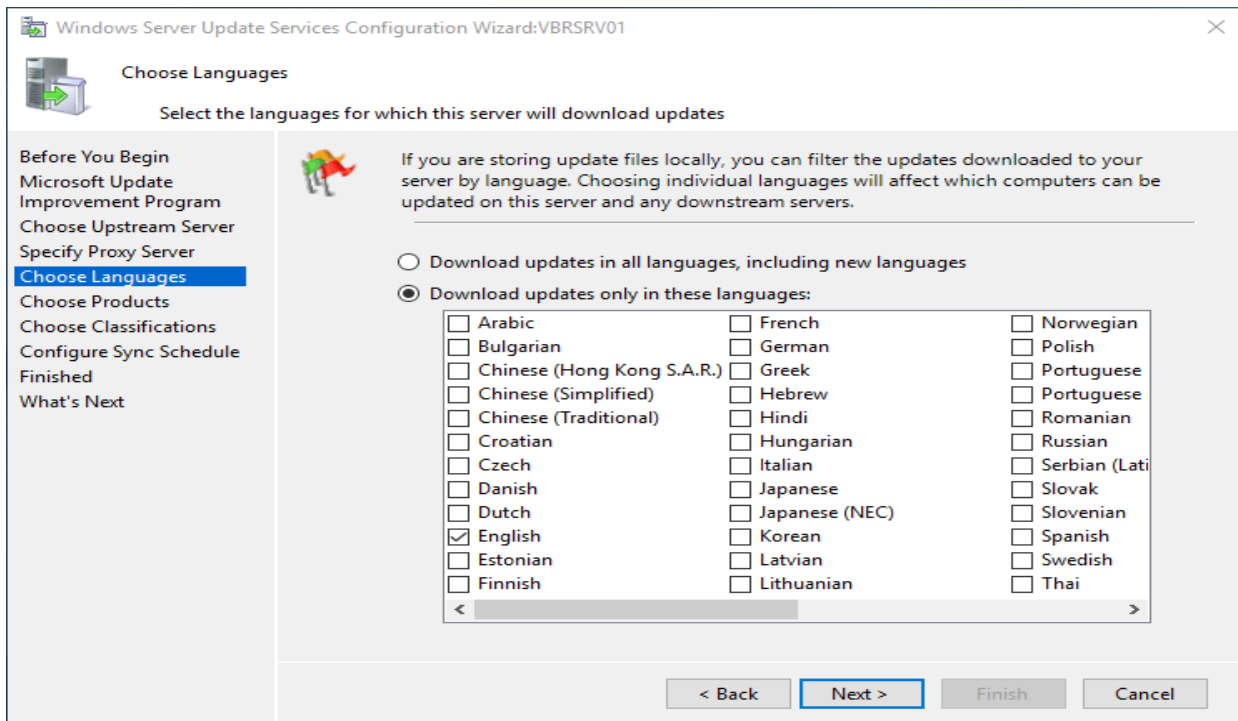 Windows Server Update Services Configuration Wizard:VBRSRV01
Choose Languages
Select the languages for which this server will download updates
Before You Begin
Microsoft Update
Improvement Program
Choose Upstream Server
Specify Proxy Server
Choose Languages
Choose Products
Choose Classifications
Configure Sync Schedule
Finished
What's Next
If you are storing update files locally, you can filter the updates downloaded to your
server by language. Choosing individual languages will affect which computers can be
updated on this server and any downstream servers.
Download updates in all languages, including new languages
Download updates only in these languages:
Arabic
Bulgarian
Chinese (Hong Kong S.A.R.)
Chinese (Simplified)
Chinese (Traditional)
Croatian
Czech
Danish
Dutch
English
Estonian
Finnish
French
German
Greek
Hebrew
Hindi
Hungarian
Italian
Japanese
Japanese (NEC)
Korean
Latvian
Lithuanian
Norwegian
Polish
Portuguese
Portuguese
Romanian
Russian
Serbian (Lati
Slovak
Slovenian
Spanish
Swedish
Thai
< Back
Next >
Finish
Cancel